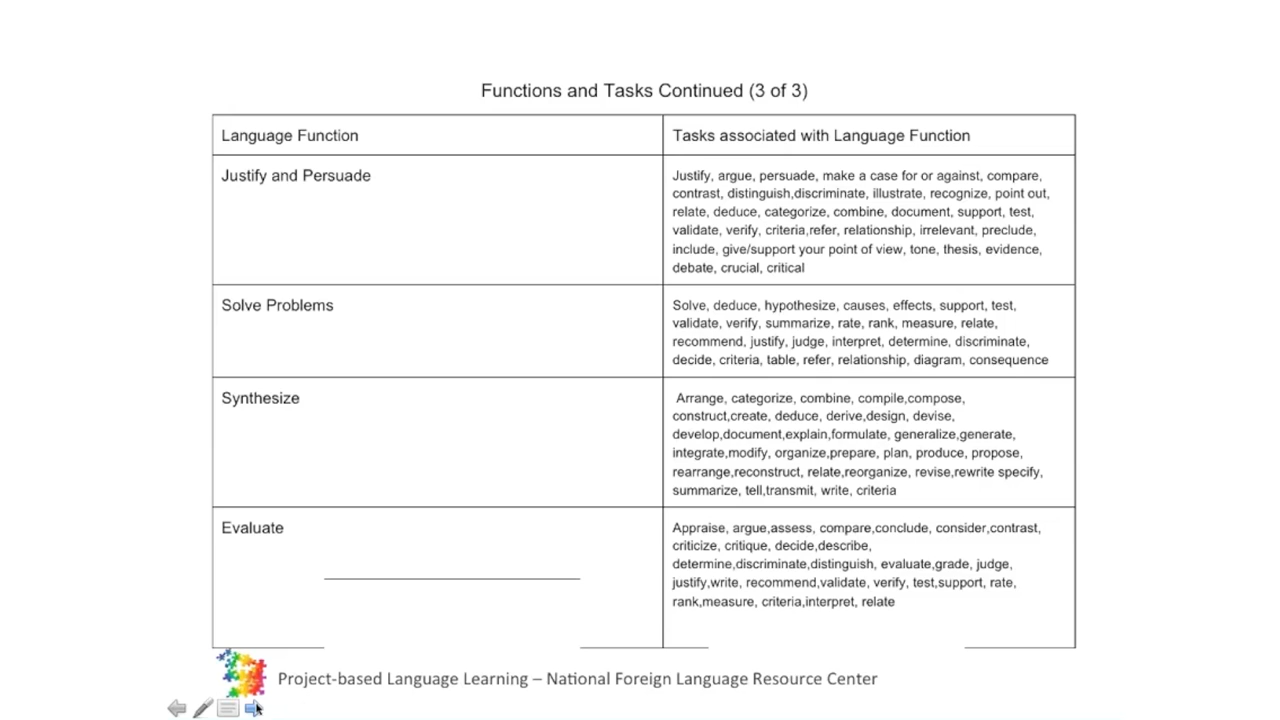 Functions and Tasks Continued (3 of 3)
Language Function
Tasks associated with Language Function
Justify and Persuade
Justify, argue, persuade, make a case for or against, compare,
contrast, distinguish,discriminate, illustrate, recognize, point out,
relate, deduce, categorize, combine, document, support, test,
validate, verify, criteria,refer, relationship, irrelevant, preclude,
include, give/support your point of view, tone, thesis, evidence,
debate, crucial, critical
Solve Problems
Solve, deduce, hypothesize, causes, effects, support, test,
validate, verify, summarize, rate, rank, measure, relate,
recommend, justify, judge, interpret, determine, discriminate,
decide, criteria, table, refer, relationship, diagram, consequence
Synthesize
Arrange, categorize, combine, compile,compose,
construct,create, deduce, derive,design, devise,
develop,document,explain,formulate, generalize,generate,
integrate,modify, organize,prepare, plan, produce, propose,
rearrange,reconstruct, relate,reorganize, revise,rewrite specify,
summarize, tell,transmit, write, criteria
Evaluate
Appraise, argue,assess, compare,conclude, consider,contrast,
criticize, critique, decide,describe,
determine,discriminate,distinguish, evaluate,grade, judge,
justify,write, recommend,validate, verify, test,support, rate,
rank,measure, criteria,interpret, relate
Project-based Language Learning – National Foreign Language Resource Center